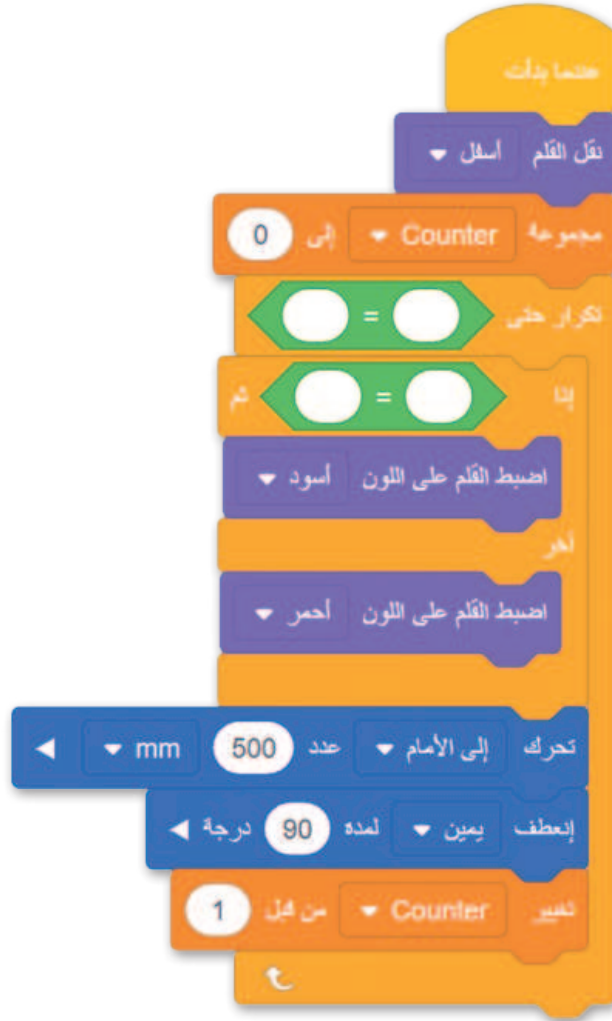 عندما بدأت
نقل القلم أسفل
مجموعة Counter إلى 0
تكرار حتى =
إذا = ثم
اضبط القلم على اللون أسود
آخر
اضبط القلم على اللون أحمر
تحرك إلى الأمام عدد 500 mm
إنعطف يمين لمدة 90 درجة
تغيير Counter من قبل 1